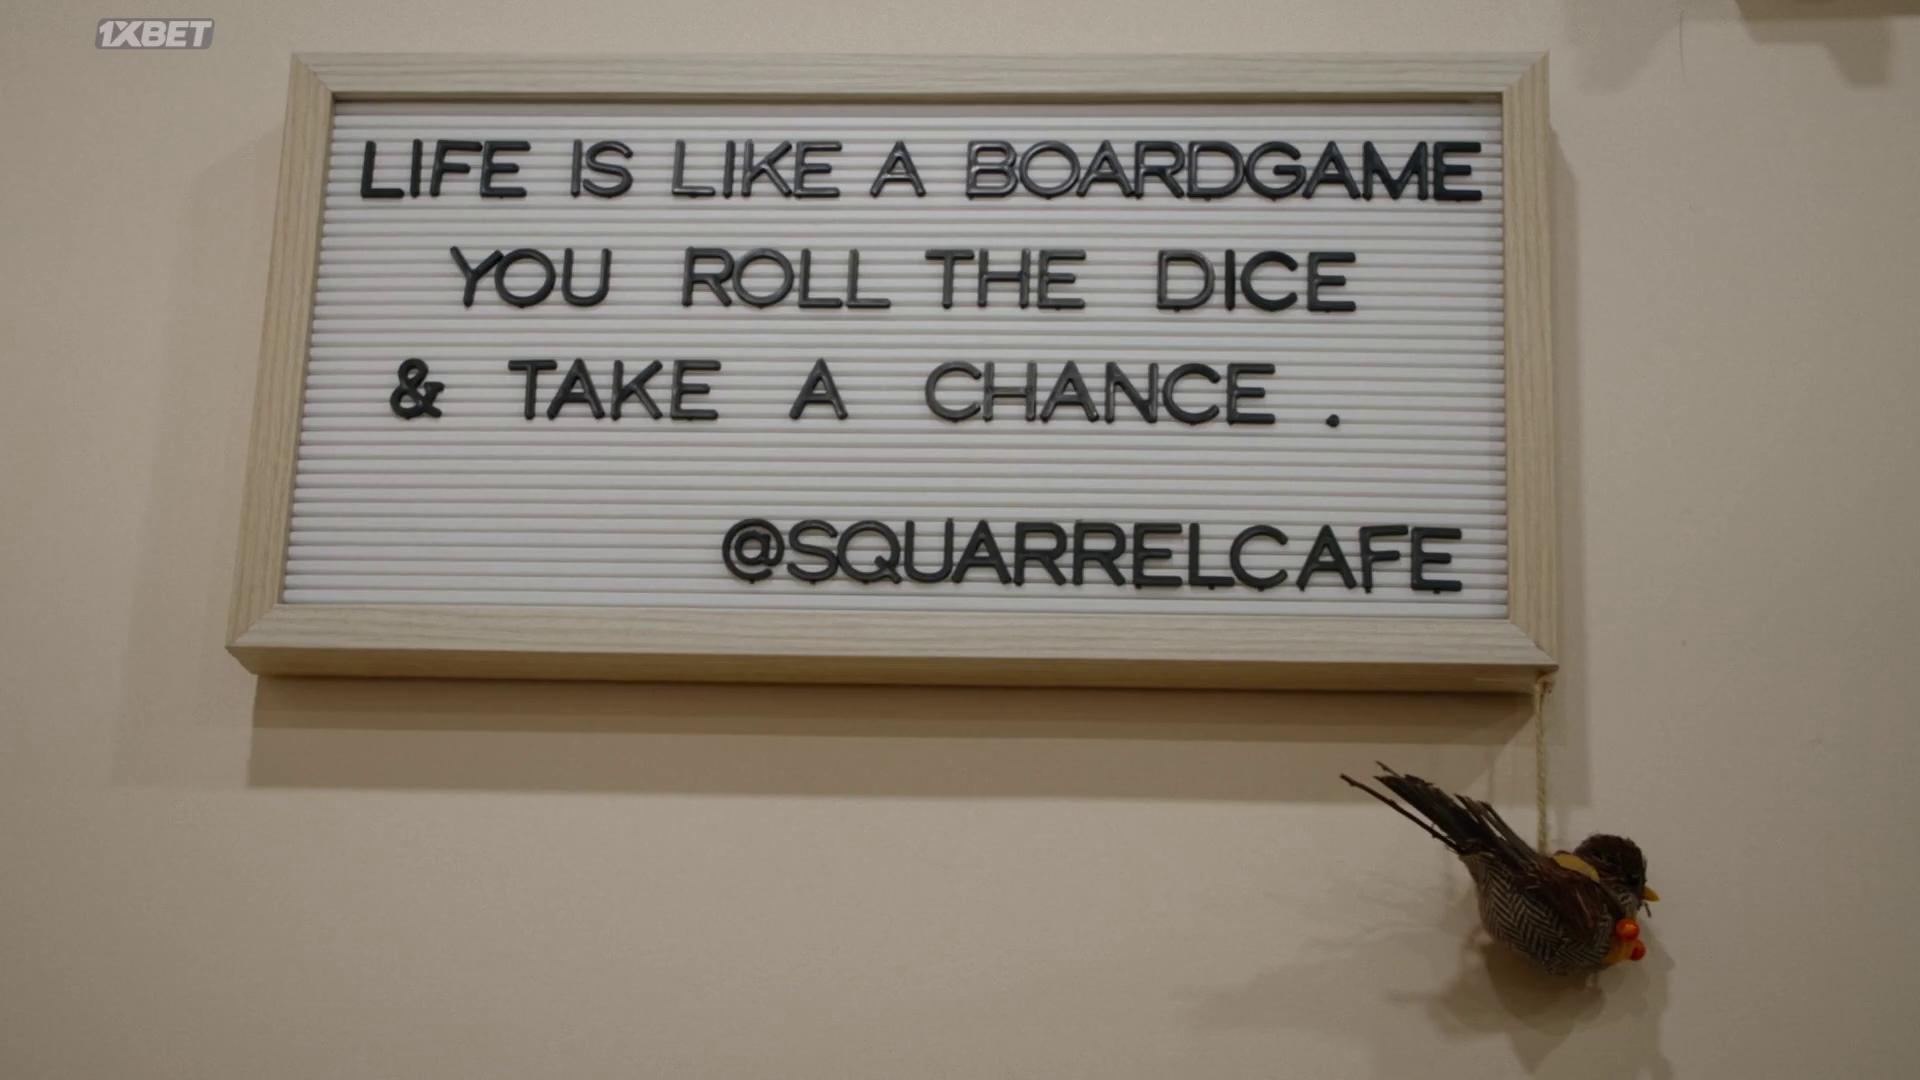 1XBET
LIFE IS LIKE A BOARDGAME
YOU ROLL THE DICE
& TAKE A CHANCE .
@SQUARRELCAFE